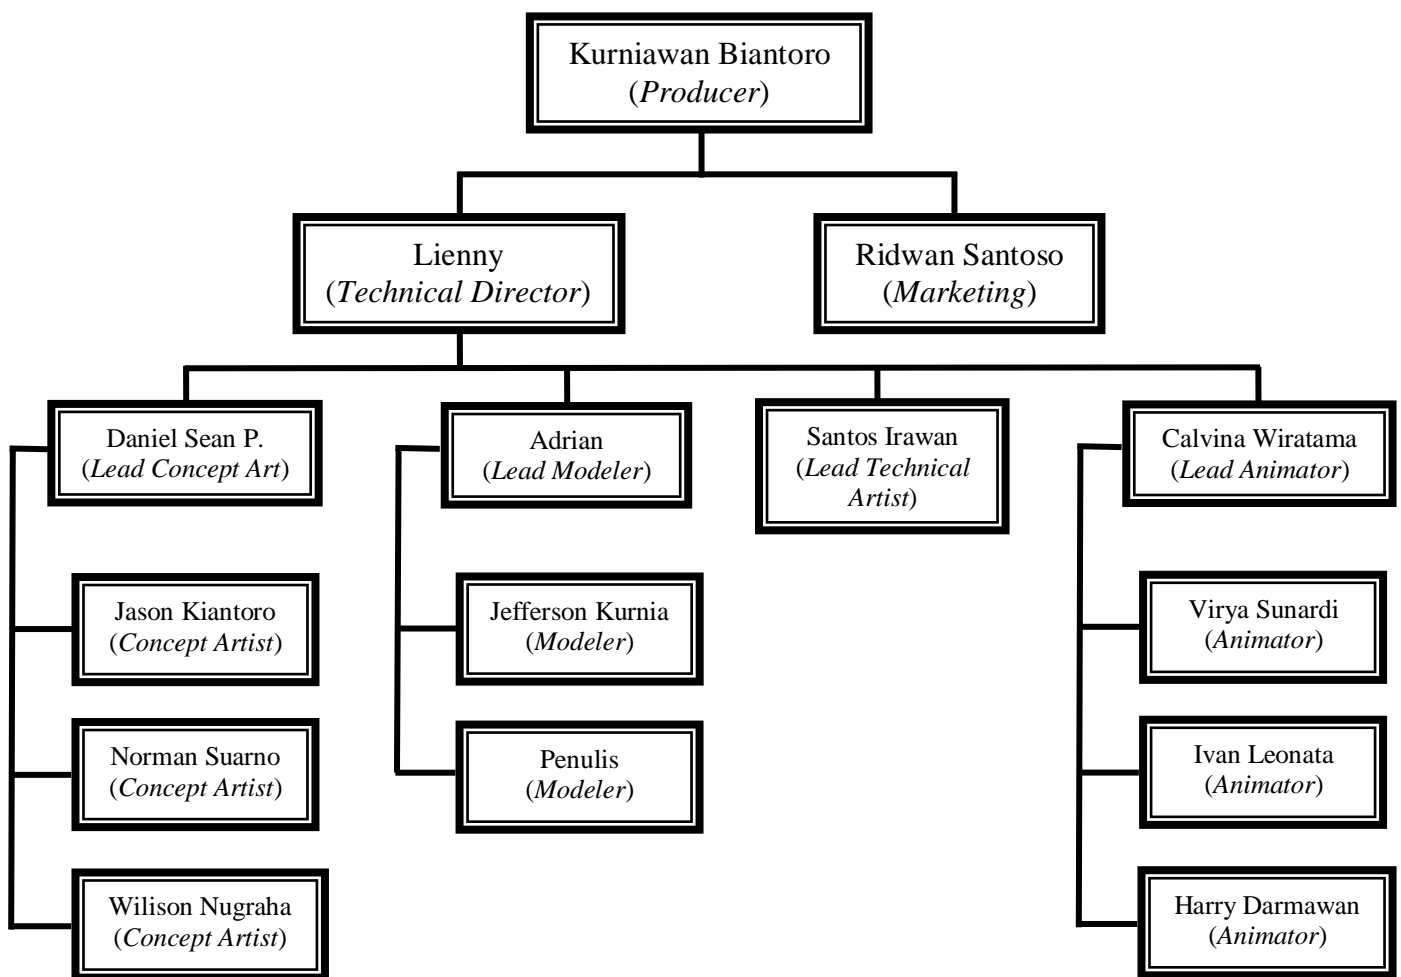 Kurniawan Biantoro
(Producer)
Lienny
(Technical Director)
Ridwan Santoso
(Marketing)
Daniel Sean P.
(Lead Concept Art)
Adrian
(Lead Modeler)
Santos Irawan
(Lead Technical
Artist)
Calvina Wiratama
(Lead Animator)
Jason Kiantoro
(Concept Artist)
Jefferson Kurnia
(Modeler)
Virya Sunardi
(Animator)
Norman Suarno
(Concept Artist)
Penulis
(Modeler)
Ivan Leonata
(Animator)
Wilison Nugraha
(Concept Artist)
Harry Darmawan
(Animator)